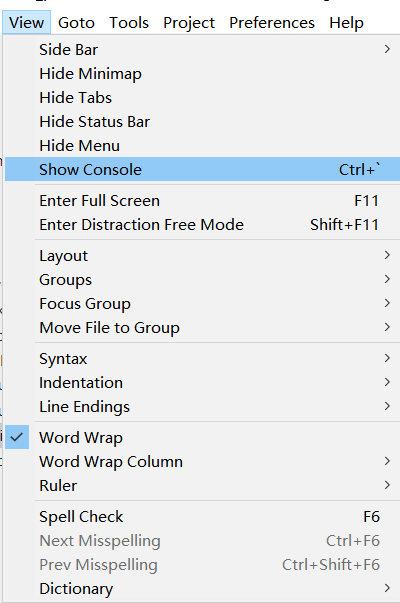 View Goto Tools Project Preferences Help
Side Bar
Hide Minimap
Hide Tabs
Hide Status Bar
Hide Menu
Show Console Ctrl+`
Enter Full Screen F11
Enter Distraction Free Mode Shift+F11
Layout
Groups
Focus Group
Move File to Group
Syntax
Indentation
Line Endings
Word Wrap
Word Wrap Column
Ruler
Spell Check F6
Next Misspelling Ctrl+F6
Prev Misspelling Ctrl+Shift+F6
Dictionary